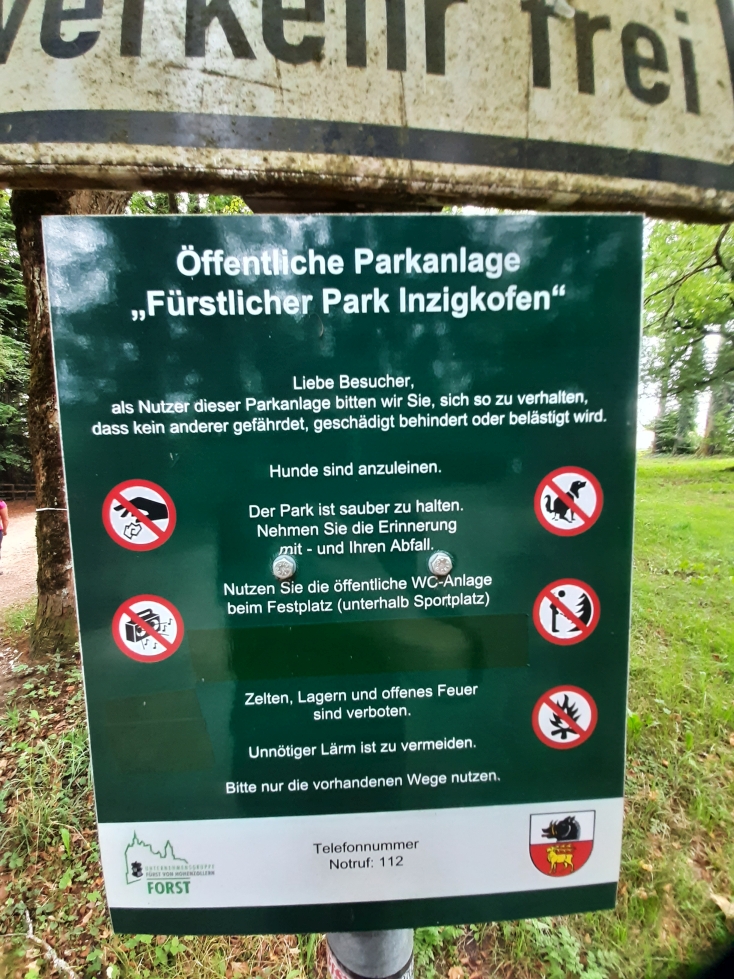 verkehr frei
Öffentliche Parkanlage
„Fürstlicher Park Inzigkofen“
Liebe Besucher,
als Nutzer dieser Parkanlage bitten wir Sie, sich so zu verhalten,
dass kein anderer gefährdet, geschädigt behindert oder belästigt wird.
Hunde sind anzuleinen.
Der Park ist sauber zu halten.
Nehmen Sie die Erinnerung
mit - und Ihren Abfall.
Nutzen Sie die öffentliche WC-Anlage
beim Festplatz (unterhalb Sportplatz)
Zelten, Lagern und offenes Feuer
sind verboten.
Unnötiger Lärm ist zu vermeiden.
Bitte nur die vorhandenen Wege nutzen.
UNTERNEHMENSGRUPPE
FÜRST VON HOHENZOLLERN
FORST
Telefonnummer
Notruf: 112